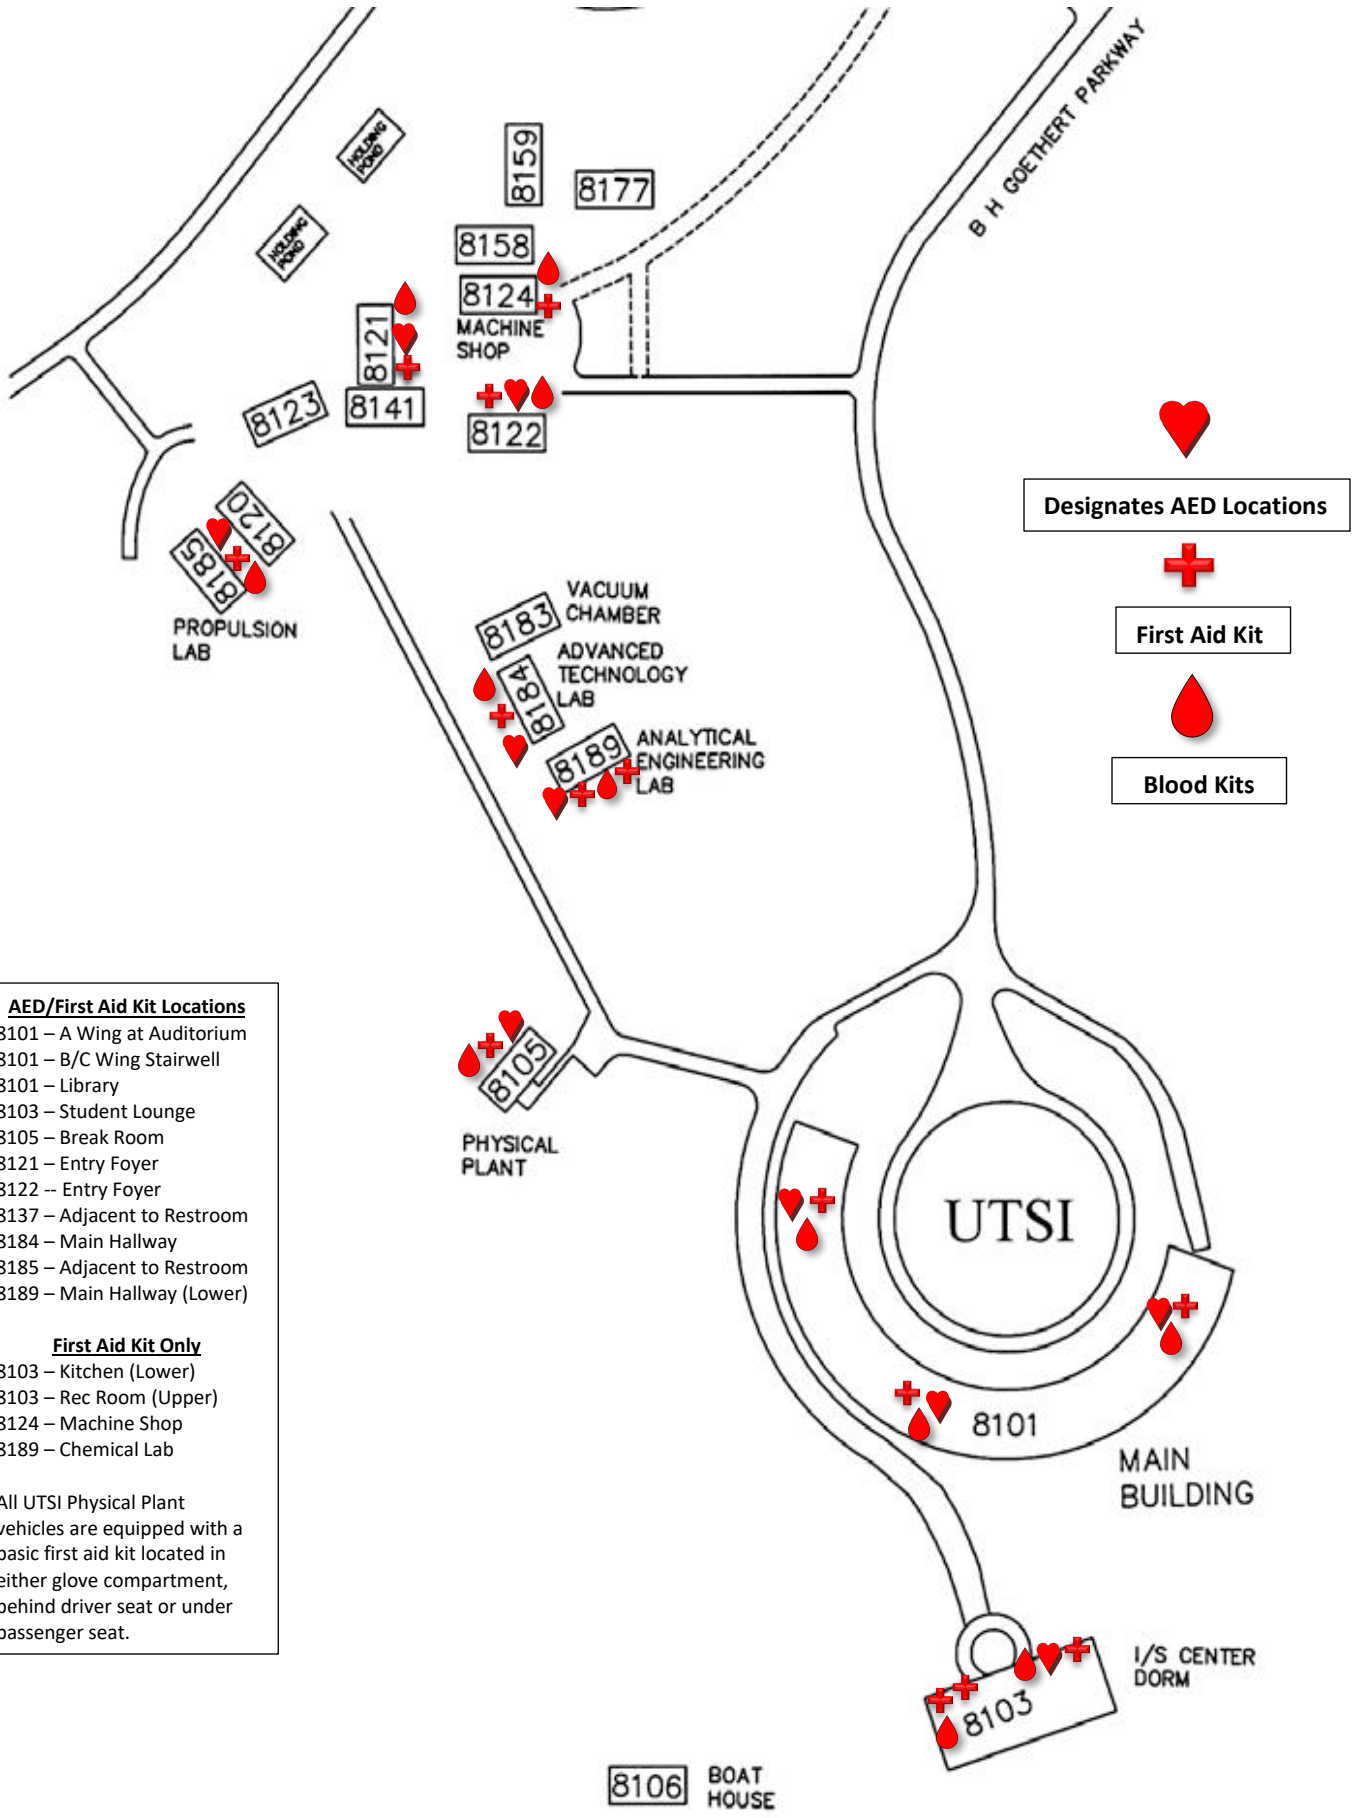 B H GOETHERT PARKWAY
HOLDING
POND
HOLDING
POND
8159
8177
8158
8124
MACHINE
SHOP
8121
8141
8123
8122
8120
8185
PROPULSION
LAB
Designates AED Locations
First Aid Kit
Blood Kits
8183
VACUUM
CHAMBER
8184
ADVANCED
TECHNOLOGY
LAB
8189
ANALYTICAL
ENGINEERING
LAB
AED/First Aid Kit Locations
8101 – A Wing at Auditorium
8101 – B/C Wing Stairwell
8101 – Library
8103 – Student Lounge
8105 – Break Room
8121 – Entry Foyer
8122 -- Entry Foyer
8137 – Adjacent to Restroom
8184 – Main Hallway
8185 – Adjacent to Restroom
8189 – Main Hallway (Lower)
First Aid Kit Only
8103 – Kitchen (Lower)
8103 – Rec Room (Upper)
8124 – Machine Shop
8189 – Chemical Lab
All UTSI Physical Plant
vehicles are equipped with a
basic first aid kit located in
either glove compartment,
behind driver seat or under
passenger seat.
8105
PHYSICAL
PLANT
UTSI
8101
MAIN
BUILDING
I/S CENTER
DORM
8103
8106
BOAT
HOUSE